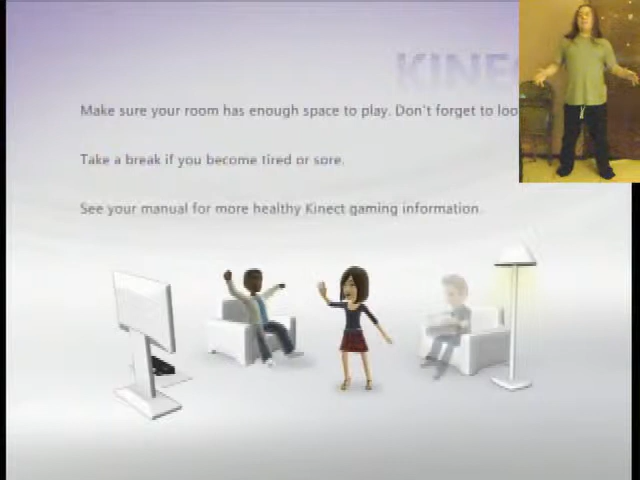 KINE
Make sure your room has enough space to play. Don't forget to loo
Take a break if you become tired or sore.
See your manual for more healthy Kinect gaming information.